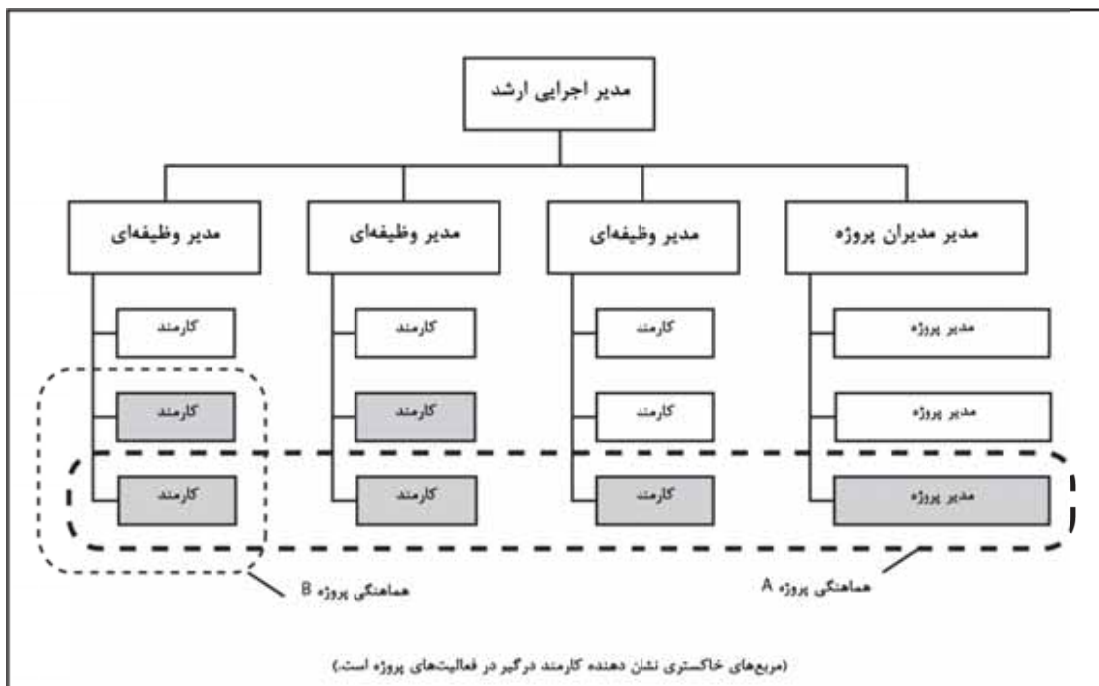 مدیر اجرایی ارشد
مدیر مدیران پروژه
مدیر وظیفه‌ای
مدیر وظیفه‌ای
مدیر وظیفه‌ای
مدیر پروژه
کارمند
کارمند
کارمند
مدیر پروژه
کارمند
کارمند
کارمند
مدیر پروژه
کارمند
کارمند
کارمند
هماهنگی پروژه A
هماهنگی پروژه B
(مربع‌های خاکستری نشان دهنده کارمند درگیر در فعالیت‌های پروژه است.)